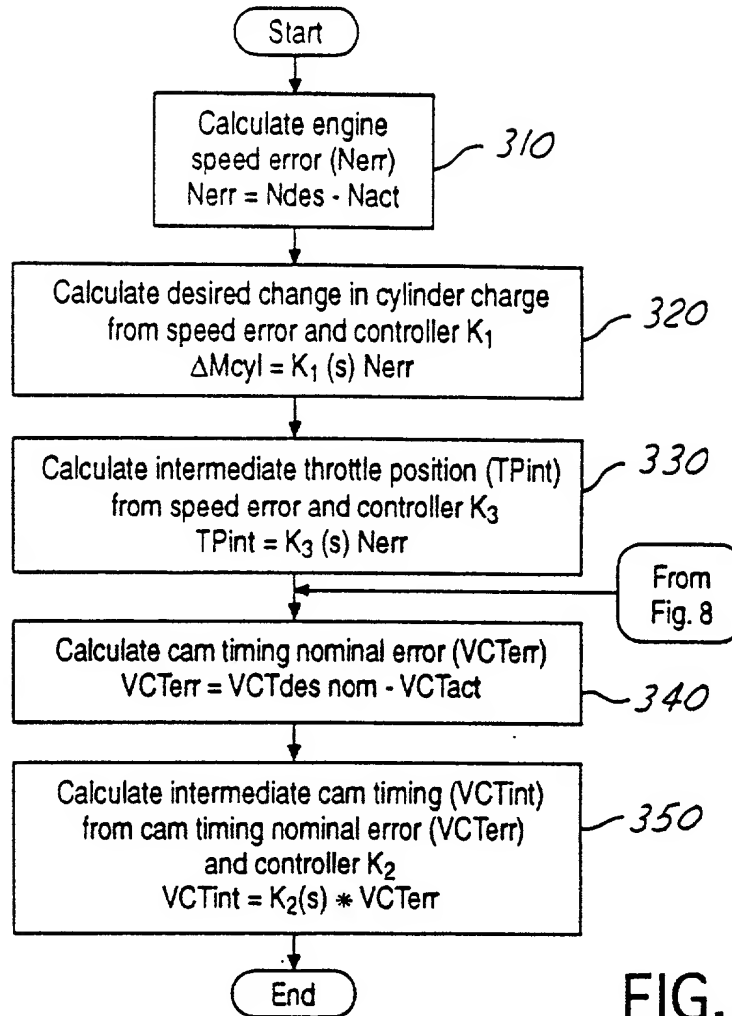 Start
Calculate engine
speed error (Nerr)
Nerr = Ndes - Nact
310
Calculate desired change in cylinder charge
from speed error and controller K₁
ΔMcyl = K₁ (s) Nerr
320
Calculate intermediate throttle position (TPint)
from speed error and controller K₃
TPint = K₃ (s) Nerr
330
From
Fig. 8
Calculate cam timing nominal error (VCTerr)
VCTerr = VCTdes nom - VCTact
340
Calculate intermediate cam timing (VCTint)
from cam timing nominal error (VCTerr)
and controller K₂
VCTint = K₂(s) * VCTerr
350
End
FIG.